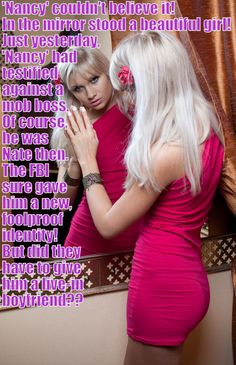 'Nancy' couldn't believe it!
In the mirror stood a beautiful girl!
Just yesterday,
'Nancy' had
testified
against a
mob boss.
Of course,
he was
Nate then.
The FBI
sure gave
him a new,
foolproof
identity!
But did they
have to give
him a live-in
boyfriend??